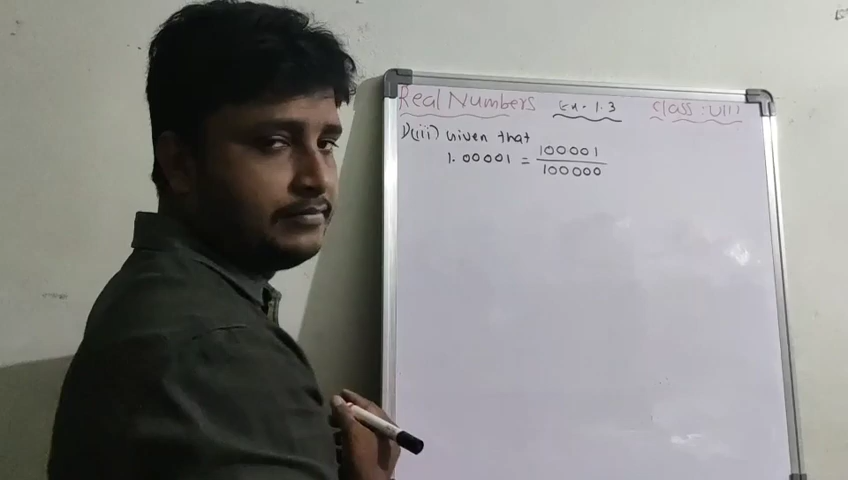 Real Numbers Ex. 1.3 Class: VIII
1)(iii) Given that
1.00001 = 100001
100000